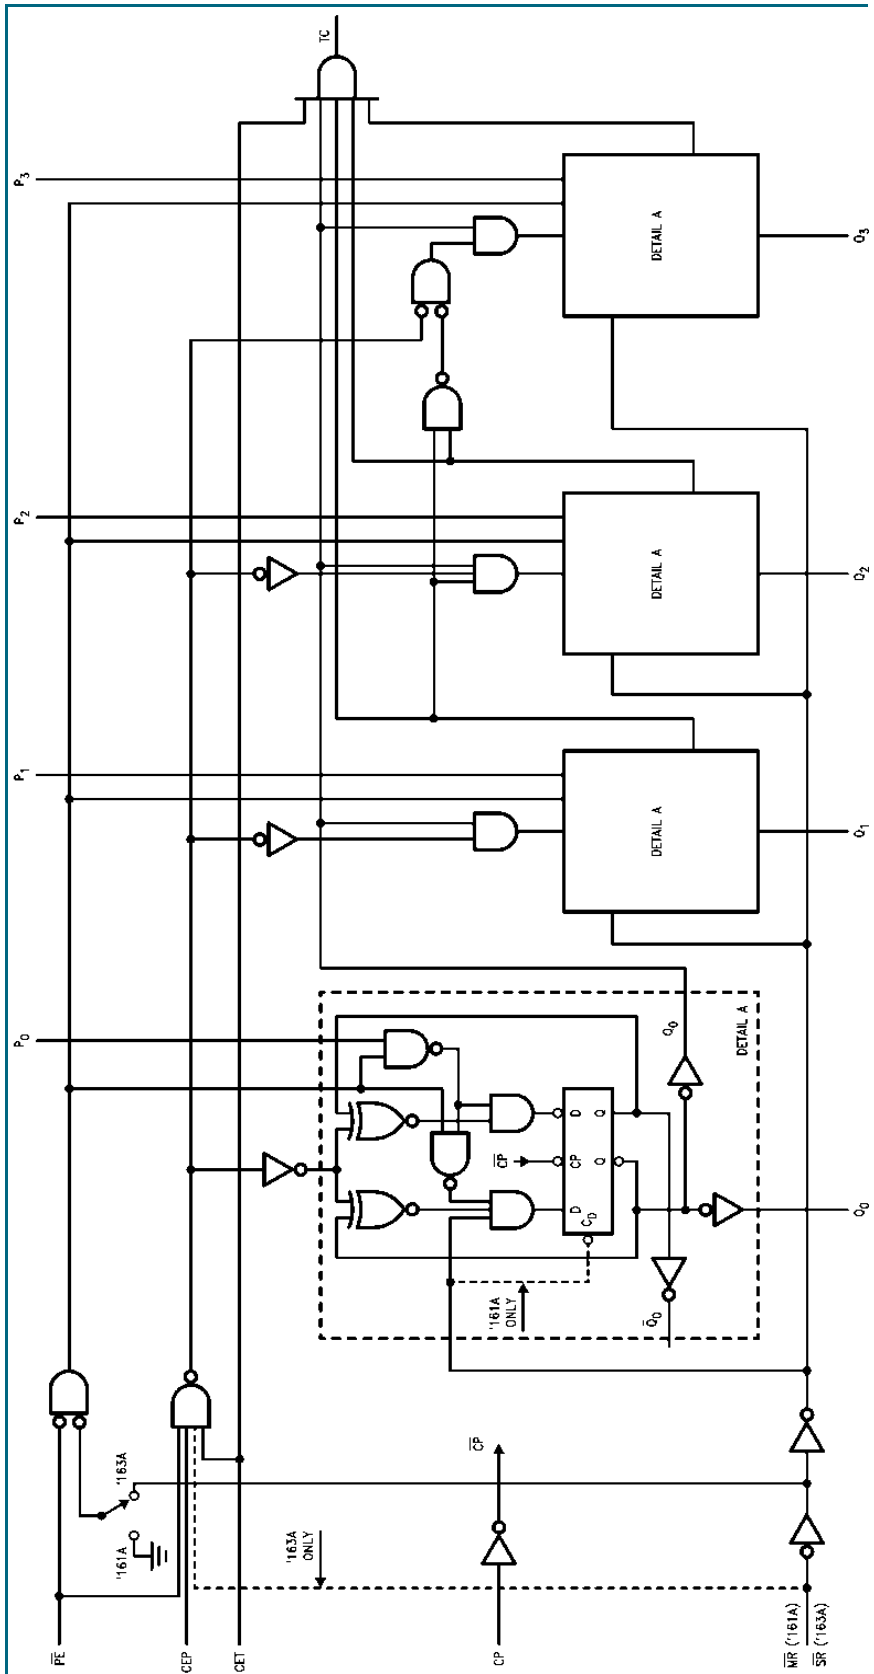 P̅E̅
CEP
CET
CP
M̅R̅ ('161A)
S̅R̅ ('163A)
'161A
'163A
'163A
ONLY
C̅P̅
P0
'161A
ONLY
C̅P̅
D
CP
D
CD
Q
Q
Q̅0
Q0
DETAIL A
Q0
P1
DETAIL A
Q1
P2
DETAIL A
Q2
P3
DETAIL A
Q3
TC